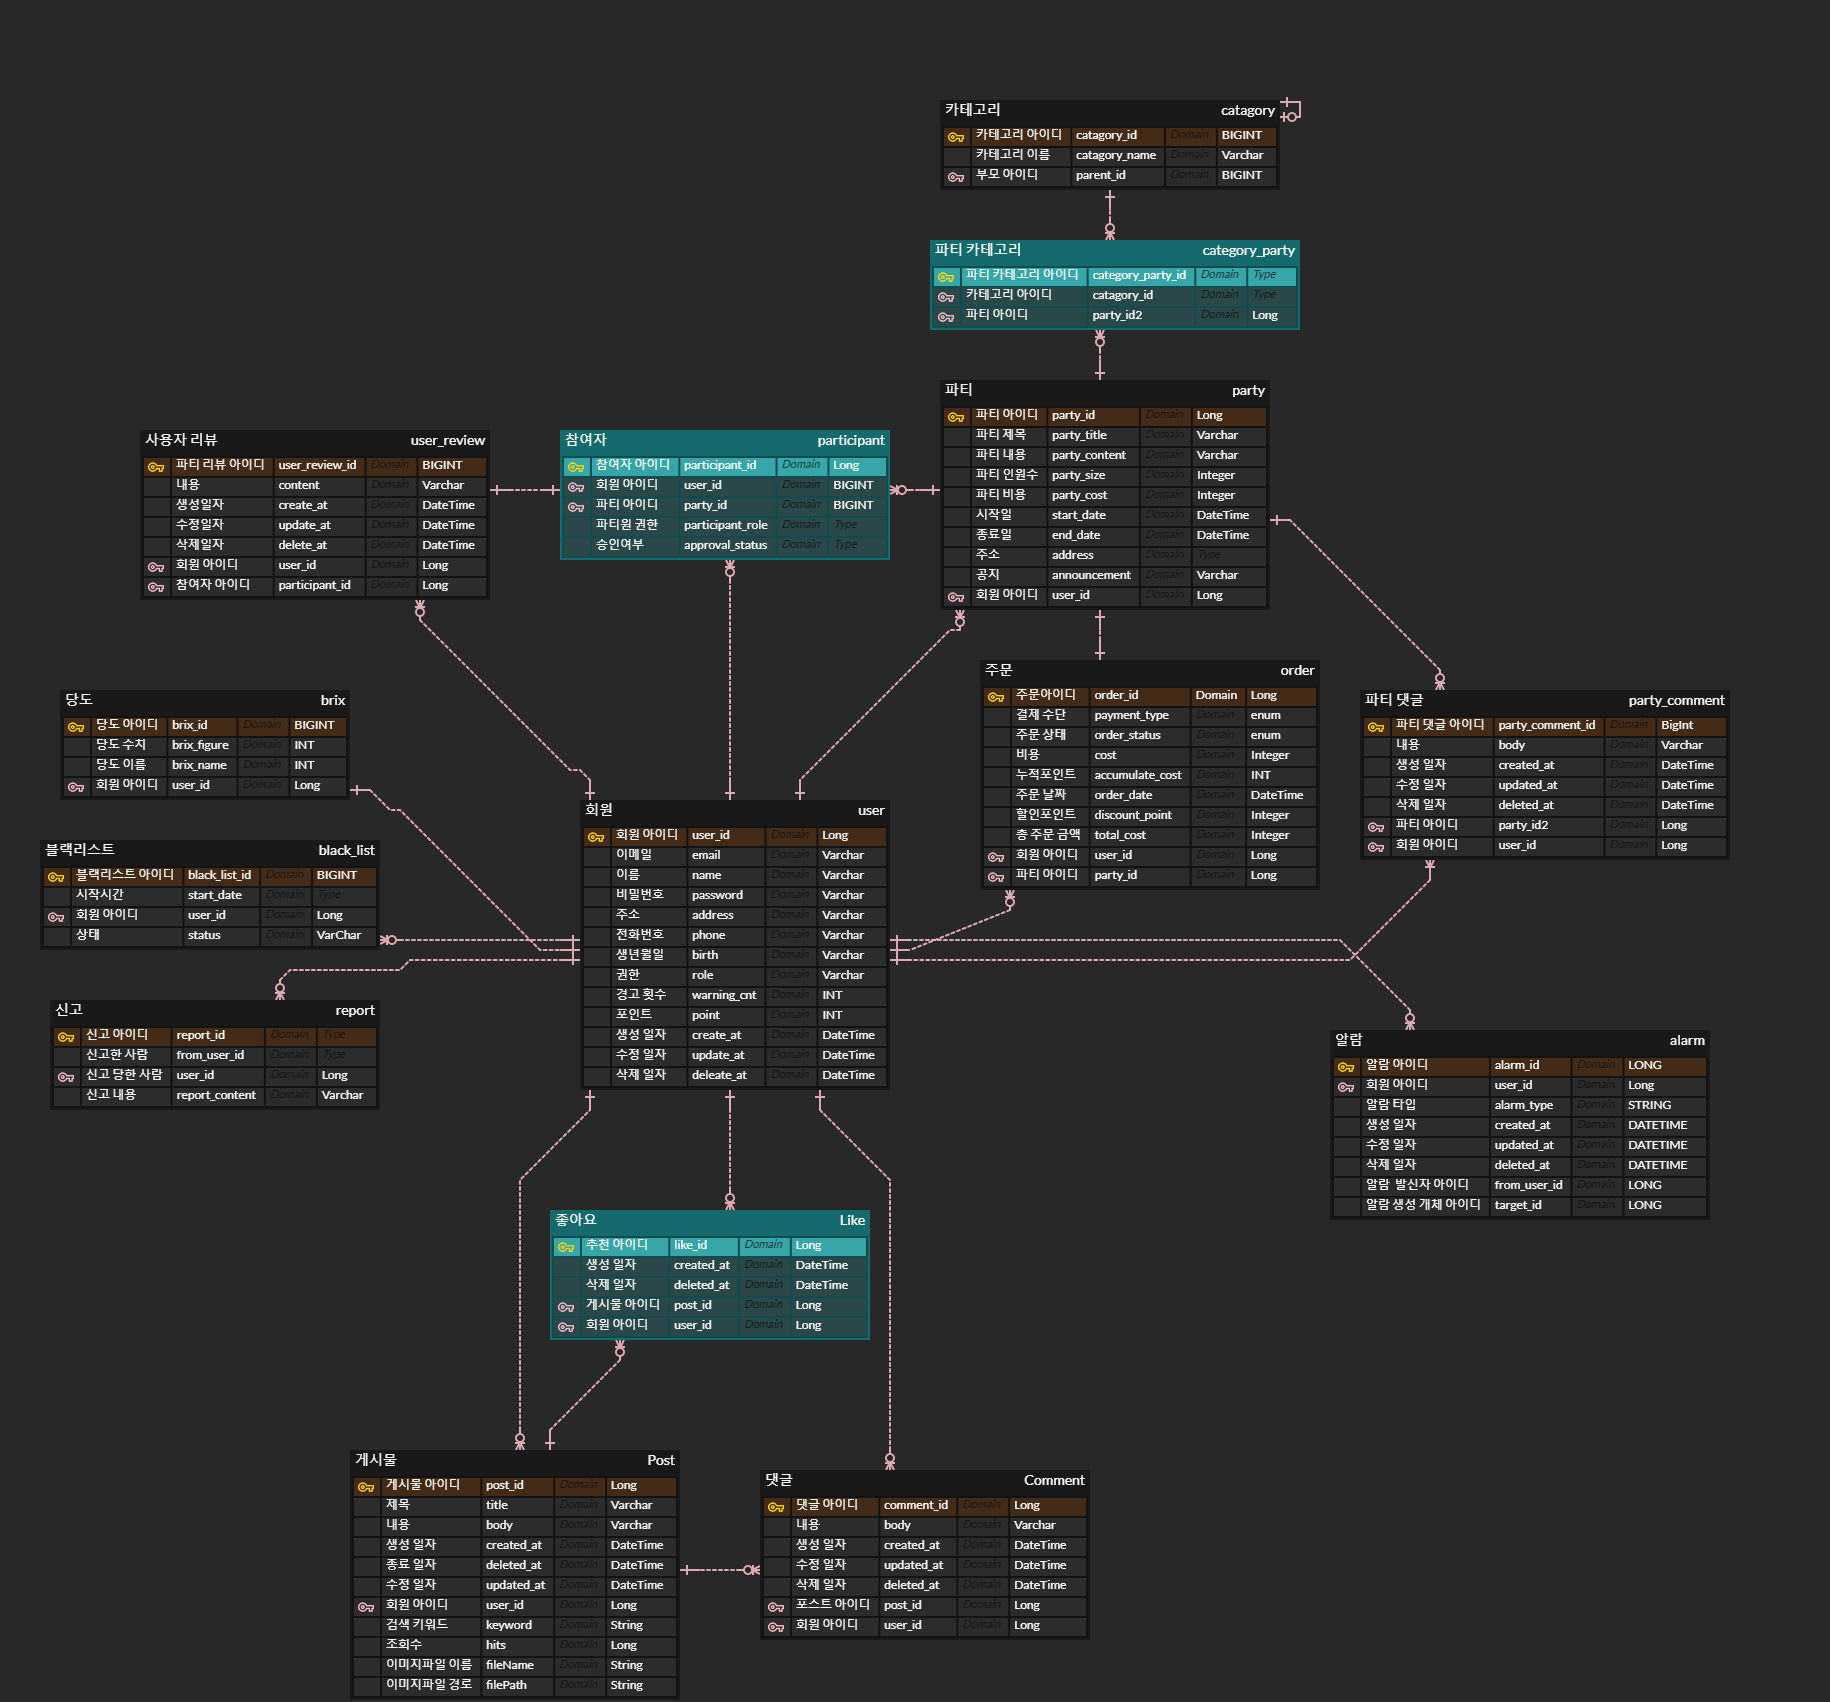 카테고리 catagory
카테고리 아이디 catagory_id Domain BIGINT
카테고리 이름 catagory_name Domain Varchar
부모 아이디 parent_id Domain BIGINT
파티 카테고리 category_party
파티 카테고리 아이디 category_party_id Domain Type
카테고리 아이디 catagory_id Domain Type
파티 아이디 party_id2 Domain Long
파티 party
파티 아이디 party_id Domain Long
파티 제목 party_title Domain Varchar
파티 내용 party_content Domain Varchar
파티 인원수 party_size Domain Integer
파티 비용 party_cost Domain Integer
시작일 start_date Domain DateTime
종료일 end_date Domain DateTime
주소 address Domain Type
공지 announcement Domain Varchar
회원 아이디 user_id Domain Long
사용자 리뷰 user_review
파티 리뷰 아이디 user_review_id Domain BIGINT
내용 content Domain Varchar
생성일자 create_at Domain DateTime
수정일자 update_at Domain DateTime
삭제일자 delete_at Domain DateTime
회원 아이디 user_id Domain Long
참여자 아이디 participant_id Domain Long
참여자 participant
참여자 아이디 participant_id Domain Long
회원 아이디 user_id Domain BIGINT
파티 아이디 party_id Domain BIGINT
파티원 권한 participant_role Domain Type
승인여부 approval_status Domain Type
당도 brix
당도 아이디 brix_id Domain BIGINT
당도 수치 brix_figure Domain INT
당도 이름 brix_name Domain INT
회원 아이디 user_id Domain Long
주문 order
주문아이디 order_id Domain Long
결제 수단 payment_type Domain enum
주문 상태 order_status Domain enum
비용 cost Domain Integer
누적포인트 accumulate_cost Domain INT
주문 날짜 order_date Domain DateTime
할인포인트 discount_point Domain Integer
총 주문 금액 total_cost Domain Integer
회원 아이디 user_id Domain Long
파티 아이디 party_id Domain Long
파티 댓글 party_comment
파티 댓글 아이디 party_comment_id Domain BigInt
내용 body Domain Varchar
생성 일자 created_at Domain DateTime
수정 일자 updated_at Domain DateTime
삭제 일자 deleted_at Domain DateTime
파티 아이디 party_id2 Domain Long
회원 아이디 user_id Domain Long
블랙리스트 black_list
블랙리스트 아이디 black_list_id Domain BIGINT
시작시간 start_date Domain Type
회원 아이디 user_id Domain Long
상태 status Domain VarChar
회원 user
회원 아이디 user_id Domain Long
이메일 email Domain Varchar
이름 name Domain Varchar
비밀번호 password Domain Varchar
주소 address Domain Varchar
전화번호 phone Domain Varchar
생년월일 birth Domain Varchar
권한 role Domain Varchar
경고 횟수 warning_cnt Domain INT
포인트 point Domain INT
생성 일자 create_at Domain DateTime
수정 일자 update_at Domain DateTime
삭제 일자 deleate_at Domain DateTime
신고 report
신고 아이디 report_id Domain Type
신고한 사람 from_user_id Domain Type
신고 당한 사람 user_id Domain Long
신고 내용 report_content Domain Varchar
알람 alarm
알람 아이디 alarm_id Domain LONG
회원 아이디 user_id Domain Long
알람 타입 alarm_type Domain STRING
생성 일자 created_at Domain DATETIME
수정 일자 updated_at Domain DATETIME
삭제 일자 deleted_at Domain DATETIME
알람 발신자 아이디 from_user_id Domain LONG
알람 생성 개체 아이디 target_id Domain LONG
좋아요 Like
추천 아이디 like_id Domain Long
생성 일자 created_at Domain DateTime
삭제 일자 deleted_at Domain DateTime
게시물 아이디 post_id Domain Long
회원 아이디 user_id Domain Long
게시물 Post
게시물 아이디 post_id Domain Long
제목 title Domain Varchar
내용 body Domain Varchar
생성 일자 created_at Domain DateTime
종료 일자 deleted_at Domain DateTime
수정 일자 updated_at Domain DateTime
회원 아이디 user_id Domain Long
검색 키워드 keyword Domain String
조회수 hits Domain Long
이미지파일 이름 fileName Domain String
이미지파일 경로 filePath Domain String
댓글 Comment
댓글 아이디 comment_id Domain Long
내용 body Domain Varchar
생성 일자 created_at Domain DateTime
수정 일자 updated_at Domain DateTime
삭제 일자 deleted_at Domain DateTime
포스트 아이디 post_id Domain Long
회원 아이디 user_id Domain Long